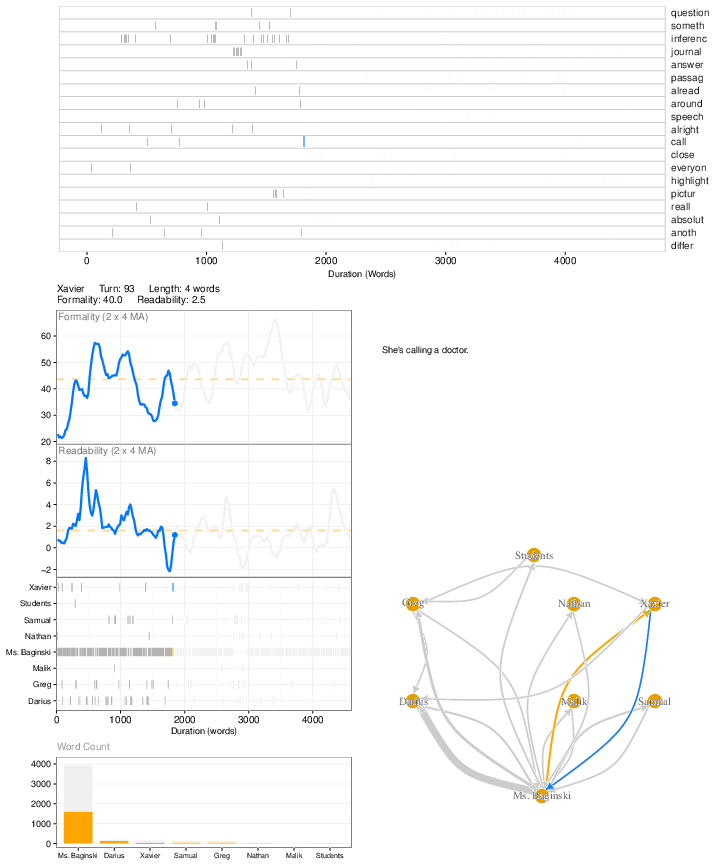 question
someth
inferenc
journal
answer
passag
alread
around
speech
alright
call
close
everyon
highlight
pictur
reall
absolut
anoth
differ
0 1000 2000 3000 4000
Duration (Words)
Xavier Turn: 93 Length: 4 words
Formality: 40.0 Readability: 2.5
Formality (2 x 4 MA)
60
50
40
30
20
She's calling a doctor.
Readability (2 x 4 MA)
8
6
4
2
0
−2
Xavier
Students
Samual
Nathan
Ms. Baginski
Malik
Greg
Darius
0 1000 2000 3000 4000
Duration (words)
Students
Greg Nathan Xavier
Darius Malik Samual
Ms. Baginski
Word Count
4000
3000
2000
1000
0
Ms. Baginski Darius Xavier Samual Greg Nathan Malik Students